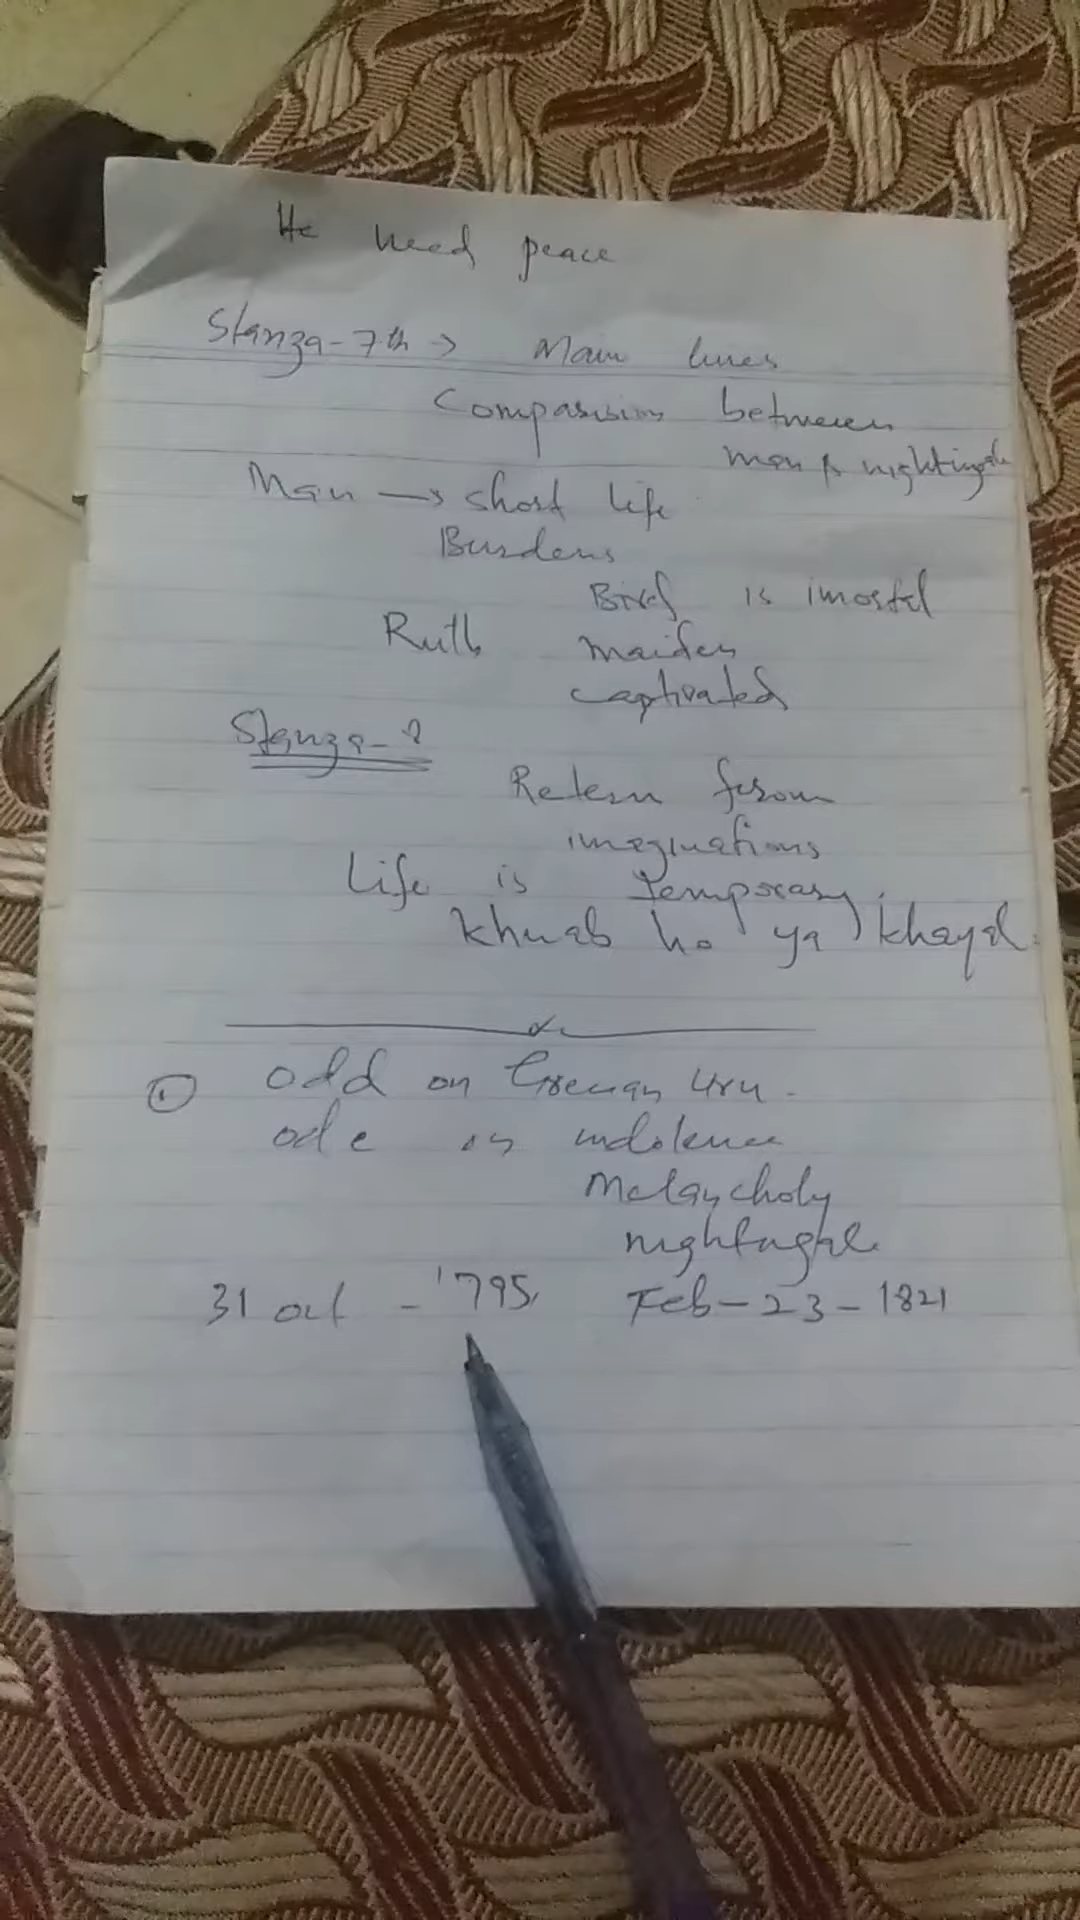 He need peace
Stanza-7th → Main lines
Comparision between
man & nightingale
Man → short life
Burdens
Bird is imortal
Ruth maiden
captivated
Stanza-8
Retern from
imaginations
Life is temporary
khuab ho ya khayal.
① odd on Grecian Urn
ode on indolence
Melancholy
nightingale
31 oct - 1795, Feb-23-1821